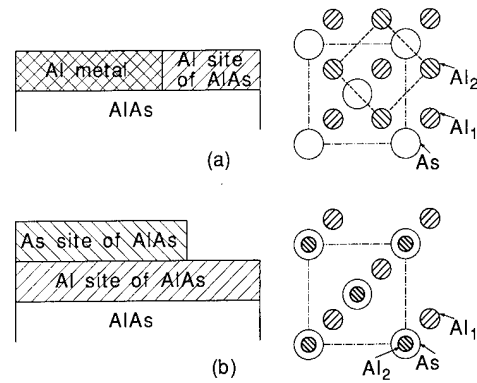 Al metal
Al site
of AlAs
AlAs
(a)
Al2
Al1
As
As site of AlAs
Al site of AlAs
AlAs
(b)
Al1
As
Al2